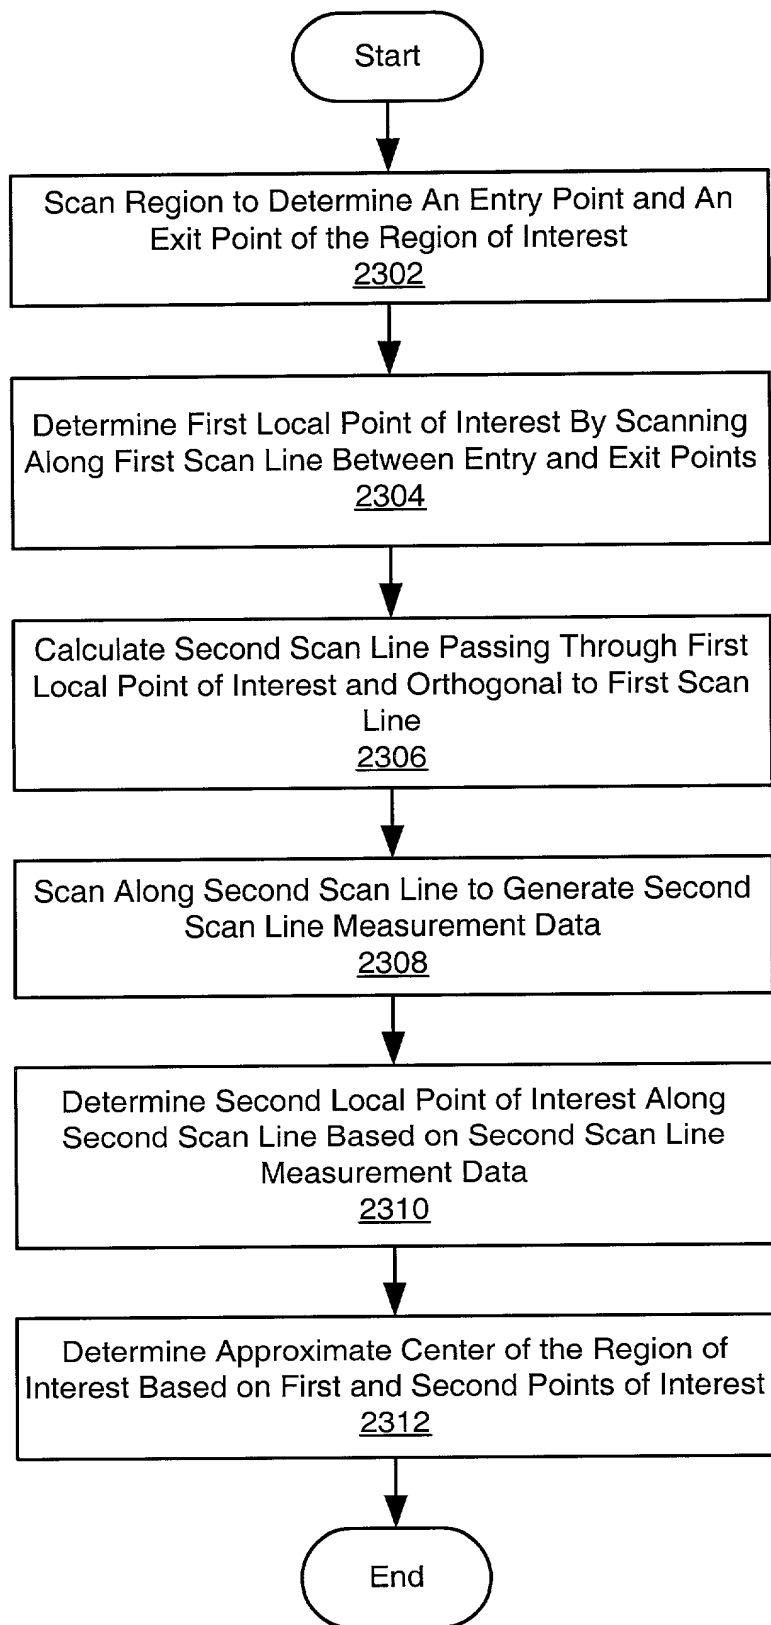 Start
Scan Region to Determine An Entry Point and An
Exit Point of the Region of Interest
2302
Determine First Local Point of Interest By Scanning
Along First Scan Line Between Entry and Exit Points
2304
Calculate Second Scan Line Passing Through First
Local Point of Interest and Orthogonal to First Scan
Line
2306
Scan Along Second Scan Line to Generate Second
Scan Line Measurement Data
2308
Determine Second Local Point of Interest Along
Second Scan Line Based on Second Scan Line
Measurement Data
2310
Determine Approximate Center of the Region of
Interest Based on First and Second Points of Interest
2312
End